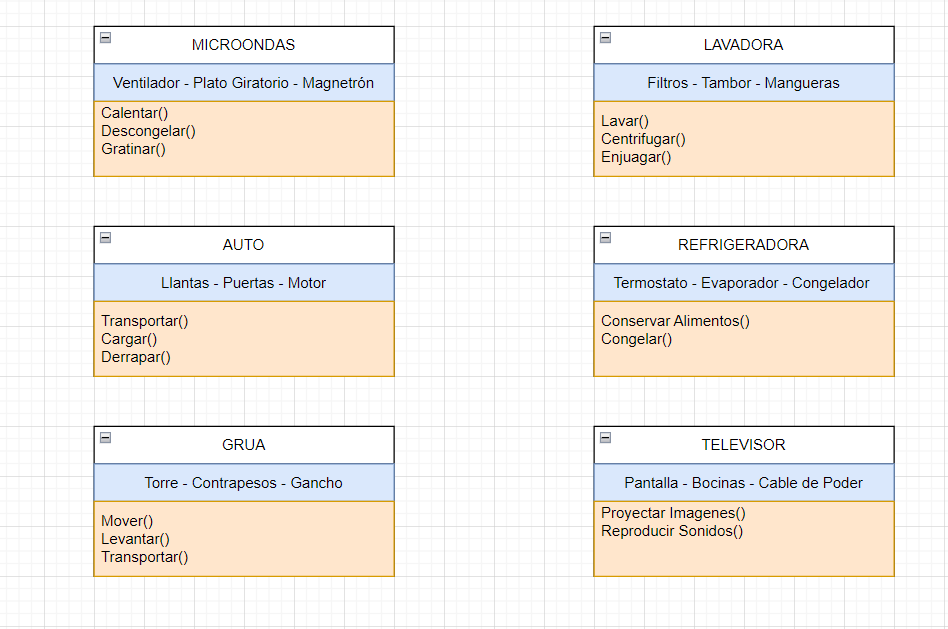 MICROONDAS
Ventilador - Plato Giratorio - Magnetrón
Calentar()
Descongelar()
Gratinar()
LAVADORA
Filtros - Tambor - Mangueras
Lavar()
Centrifugar()
Enjuagar()
AUTO
Llantas - Puertas - Motor
Transportar()
Cargar()
Derrapar()
REFRIGERADORA
Termostato - Evaporador - Congelador
Conservar Alimentos()
Congelar()
GRUA
Torre - Contrapesos - Gancho
Mover()
Levantar()
Transportar()
TELEVISOR
Pantalla - Bocinas - Cable de Poder
Proyectar Imagenes()
Reproducir Sonidos()